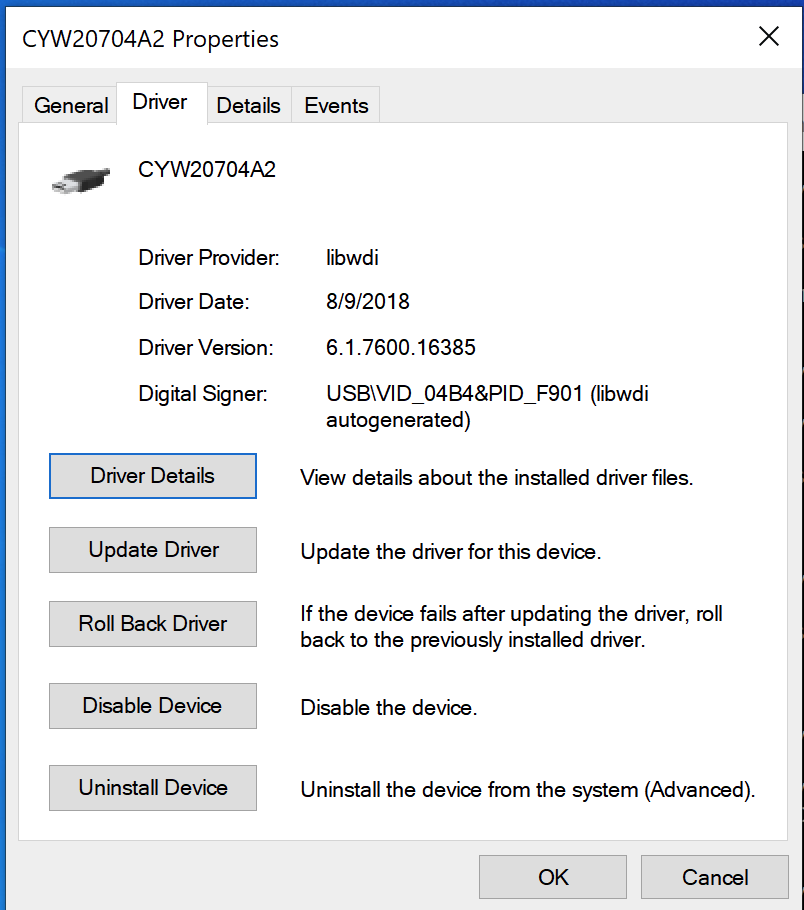 CYW20704A2 Properties
General Driver Details Events
CYW20704A2
Driver Provider: libwdi
Driver Date: 8/9/2018
Driver Version: 6.1.7600.16385
Digital Signer: USB\VID_04B4&PID_F901 (libwdi
autogenerated)
Driver Details View details about the installed driver files.
Update Driver Update the driver for this device.
Roll Back Driver If the device fails after updating the driver, roll
back to the previously installed driver.
Disable Device Disable the device.
Uninstall Device Uninstall the device from the system (Advanced).
OK Cancel